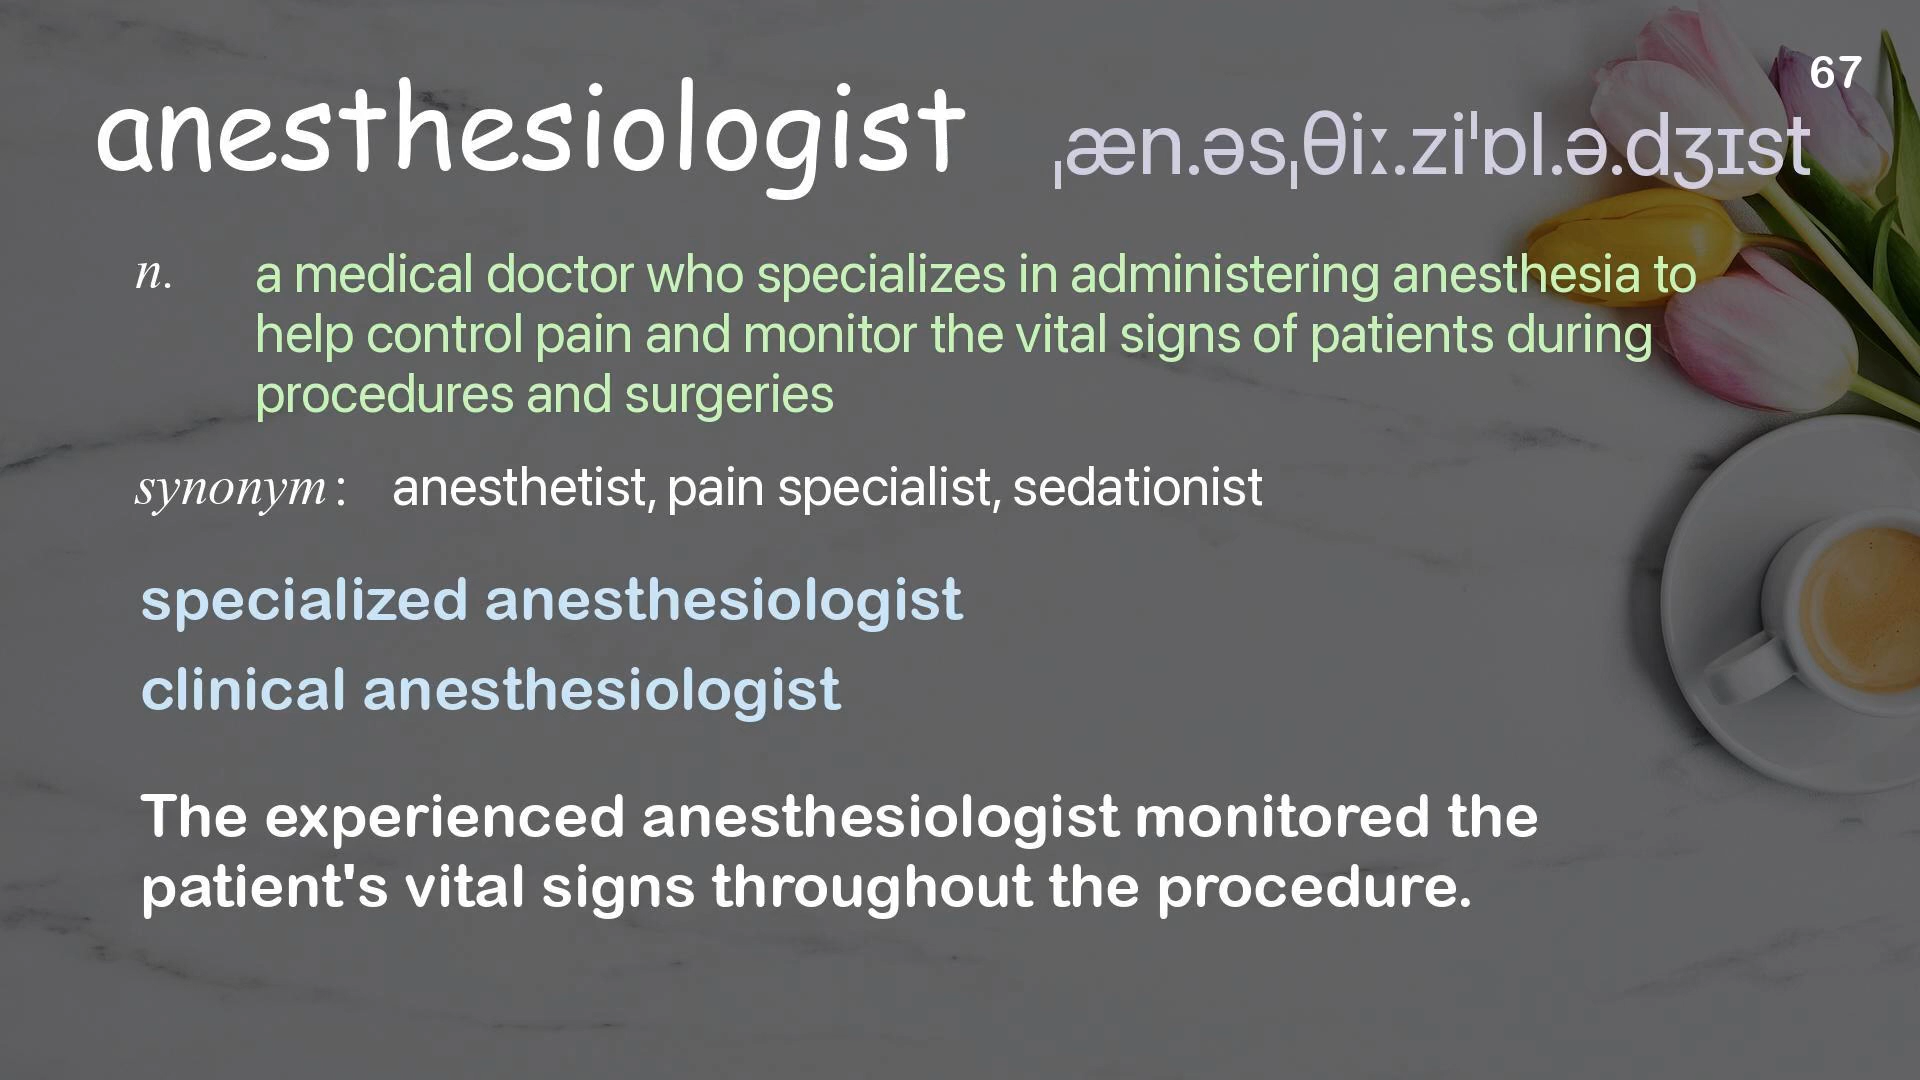 67
anesthesiologist ˌæn.əsˌθiː.ziˈɒl.ə.dʒɪst
n. a medical doctor who specializes in administering anesthesia to
help control pain and monitor the vital signs of patients during
procedures and surgeries
synonym: anesthetist, pain specialist, sedationist
specialized anesthesiologist
clinical anesthesiologist
The experienced anesthesiologist monitored the
patient's vital signs throughout the procedure.